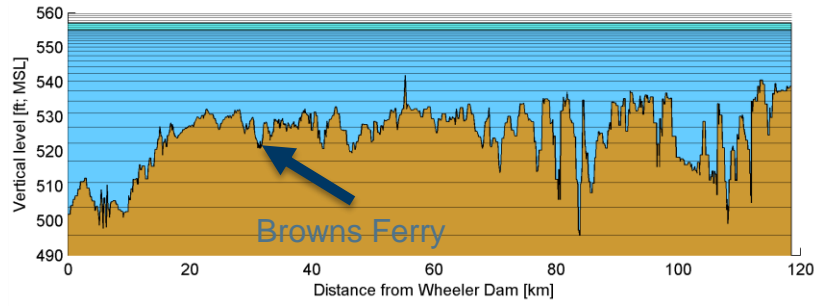 560
550
540
530
520
510
500
490
Vertical level [ft; MSL]
Browns Ferry
0 20 40 60 80 100 120
Distance from Wheeler Dam [km]